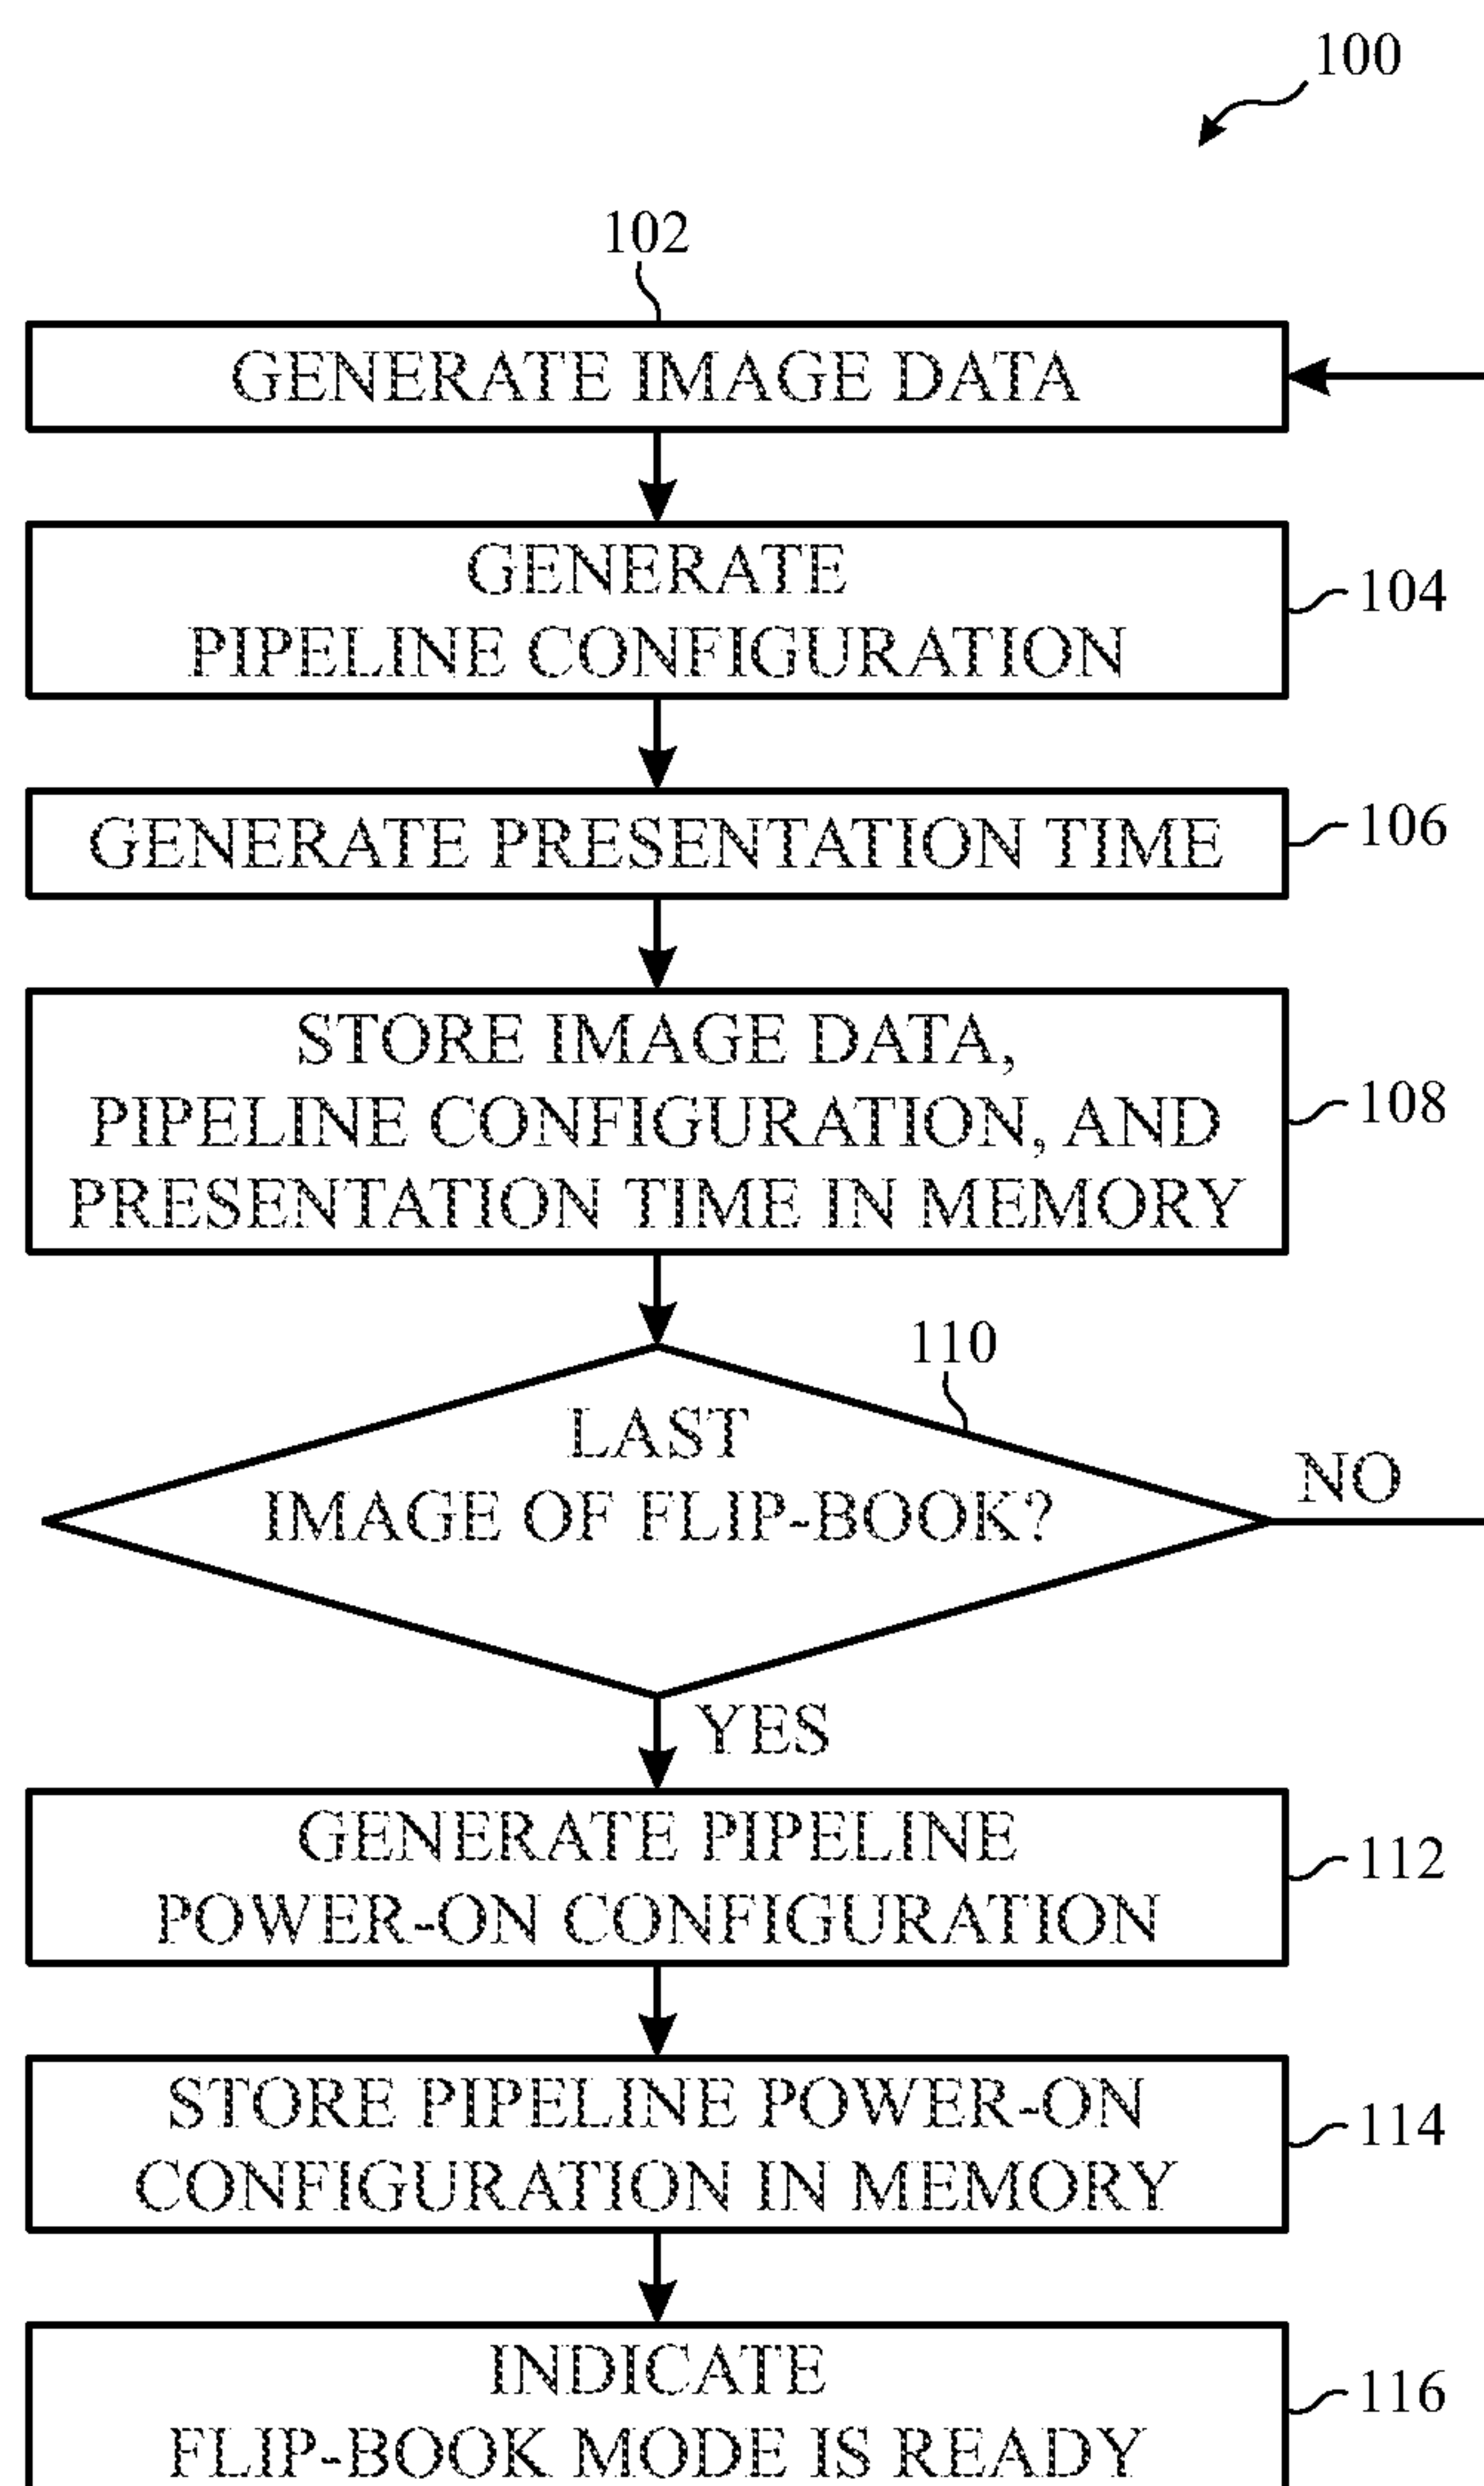 100
102
GENERATE IMAGE DATA
GENERATE
PIPELINE CONFIGURATION
104
GENERATE PRESENTATION TIME
106
STORE IMAGE DATA,
PIPELINE CONFIGURATION, AND
PRESENTATION TIME IN MEMORY
108
110
LAST
IMAGE OF FLIP-BOOK?
NO
YES
GENERATE PIPELINE
POWER-ON CONFIGURATION
112
STORE PIPELINE POWER-ON
CONFIGURATION IN MEMORY
114
INDICATE
FLIP-BOOK MODE IS READY
116